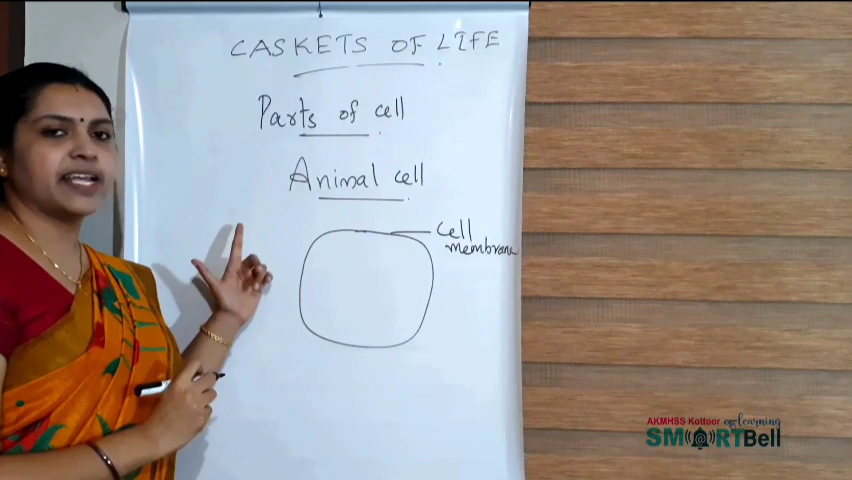 CASKETS OF LIFE
Parts of cell
Animal cell
Cell
membrane
AKMHSS Kottoor e-learning
SMARTBell